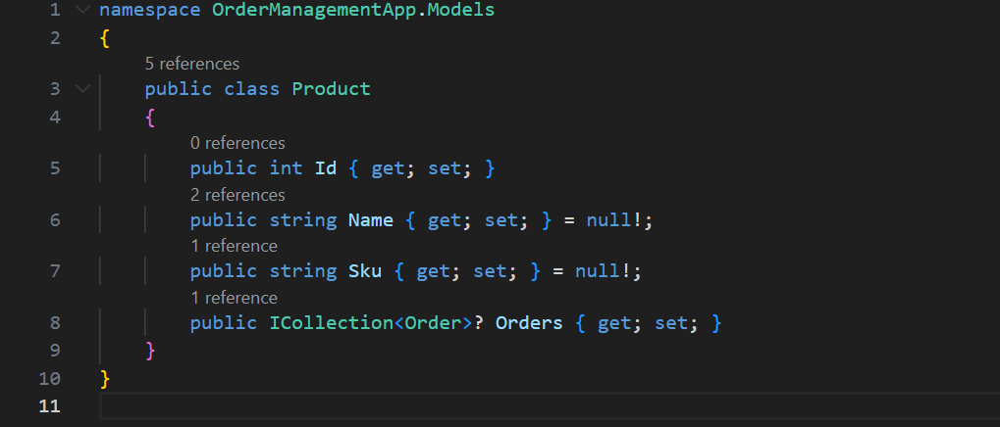 1 namespace OrderManagementApp.Models
2 {
5 references
3 public class Product
4 {
0 references
5 public int Id { get; set; }
2 references
6 public string Name { get; set; } = null!;
1 reference
7 public string Sku { get; set; } = null!;
1 reference
8 public ICollection<Order>? Orders { get; set; }
9 }
10 }
11